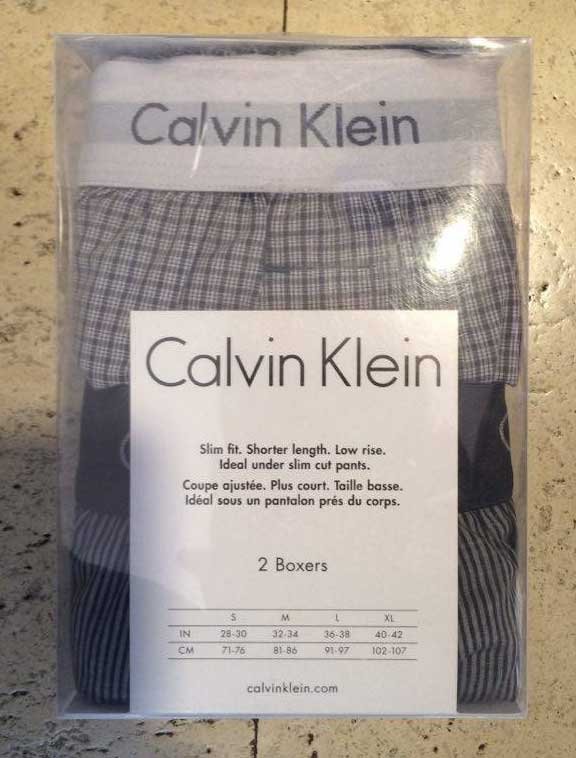 Calvin Klein
Calvin Klein
Slim fit. Shorter length. Low rise.
Ideal under slim cut pants.
Coupe ajustée. Plus court. Taille basse.
Idéal sous un pantalon prés du corps.
2 Boxers
S M L XL
IN 28-30 32-34 36-38 40-42
CM 71-76 81-86 91-97 102-107
calvinklein.com